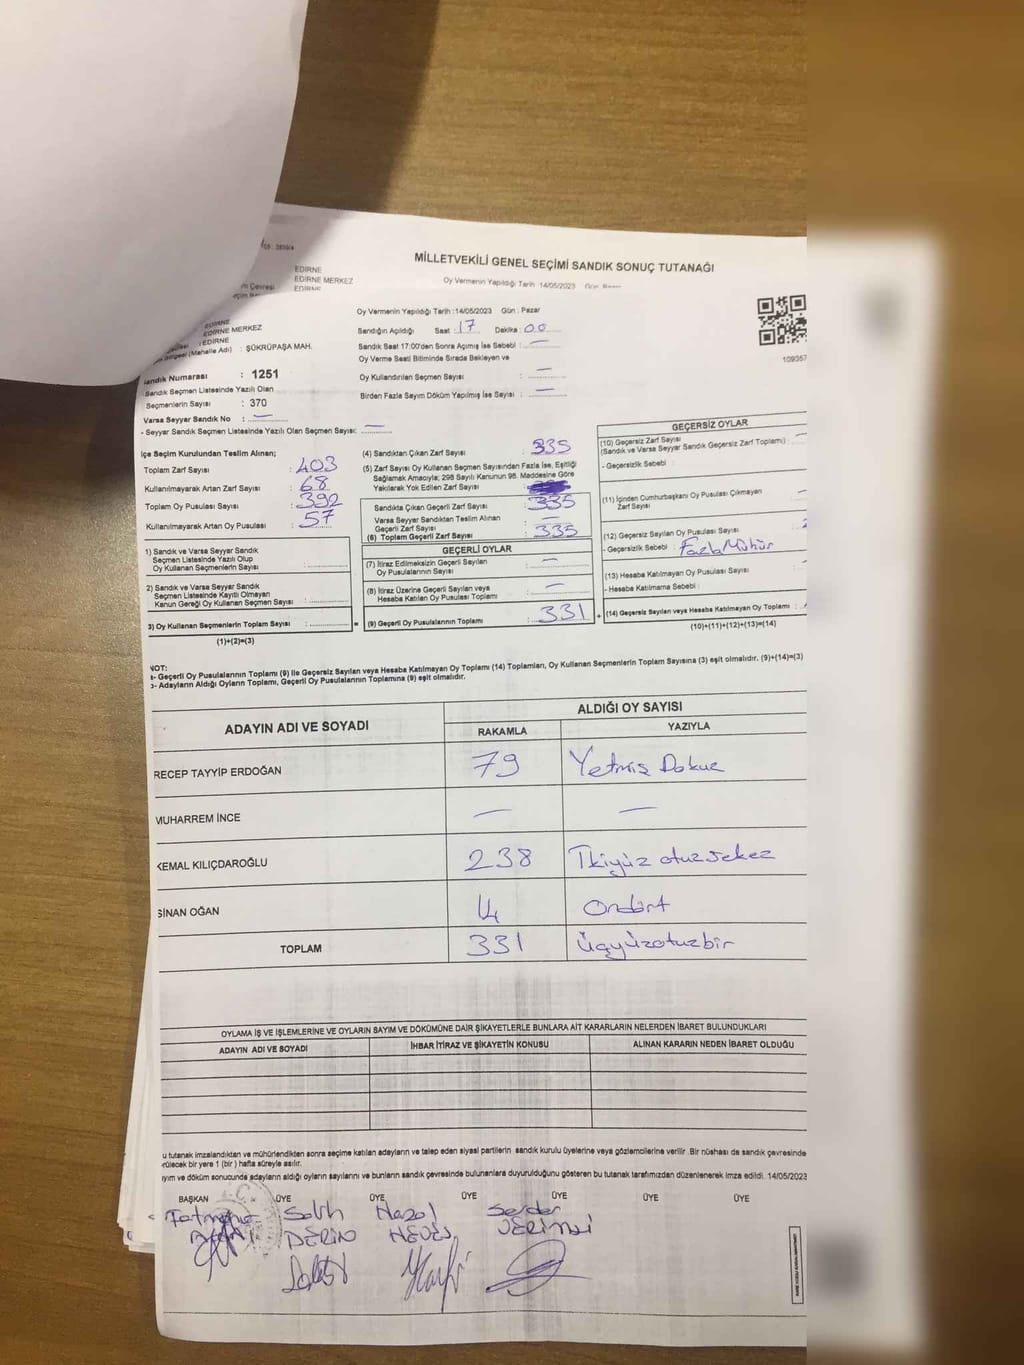 MİLLETVEKİLİ GENEL SEÇİMİ SANDIK SONUÇ TUTANAĞI
EDİRNE
EDİRNE MERKEZ
EDİRNE
Oy Vermenin Yapıldığı Tarih 14/05/2023
Oy Vermenin Yapıldığı Tarih :14/05/2023 Gün : Pazar
EDİRNE
EDİRNE MERKEZ
: EDİRNE
(Mahalle Adı) : ŞÜKRÜPAŞA MAH.
Sandığın Açıldığı Saat : 17 Dakika : 00
Sandık Saat 17:00'den Sonra Açılmış İse Sebebi : —
Oy Verme Saati Bitiminde Sırada Bekleyen ve
Oy Kullandırılan Seçmen Sayısı : —
Birden Fazla Sayım Döküm Yapılmış İse Sayısı : —
109357
Sandık Numarası : 1251
Sandık Seçmen Listesinde Yazılı Olan
Seçmenlerin Sayısı : 370
Varsa Seyyar Sandık No : —
- Seyyar Sandık Seçmen Listesinde Yazılı Olan Seçmen Sayısı: —
İlçe Seçim Kurulundan Teslim Alınan;
Toplam Zarf Sayısı : 403
Kullanılmayarak Artan Zarf Sayısı : 68
Toplam Oy Pusulası Sayısı : 392
Kullanılmayarak Artan Oy Pusulası : 57
1) Sandık ve Varsa Seyyar Sandık
Seçmen Listesinde Yazılı Olup
Oy Kullanan Seçmenlerin Sayısı :
2) Sandık ve Varsa Seyyar Sandık
Seçmen Listesinde Kayıtlı Olmayan
Kanun Gereği Oy Kullanan Seçmen Sayısı :
3) Oy Kullanan Seçmenlerin Toplam Sayısı :
(1)+(2)=(3)
(4) Sandıktan Çıkan Zarf Sayısı : 335
(5) Zarf Sayısı Oy Kullanan Seçmen Sayısından Fazla İse, Eşitliği
Sağlamak Amacıyla; 298 Sayılı Kanunun 98. Maddesine Göre
Yakılarak Yok Edilen Zarf Sayısı :
Sandıkta Çıkan Geçerli Zarf Sayısı : 335
Varsa Seyyar Sandıktan Teslim Alınan
Geçerli Zarf Sayısı : —
(6) Toplam Geçerli Zarf Sayısı : 335
GEÇERLİ OYLAR
(7) İtiraz Edilmeksizin Geçerli Sayılan
Oy Pusulalarının Sayısı : —
(8) İtiraz Üzerine Geçerli Sayılan veya
Hesaba Katılan Oy Pusulası Toplamı : —
(9) Geçerli Oy Pusulalarının Toplamı : 331
GEÇERSİZ OYLAR
(10) Geçersiz Zarf Sayısı
(Sandık ve Varsa Seyyar Sandık Geçersiz Zarf Toplamı) :
- Geçersizlik Sebebi :
(11) İçinden Cumhurbaşkanı Oy Pusulası Çıkmayan
Zarf Sayısı :
(12) Geçersiz Sayılan Oy Pusulası Sayısı :
- Geçersizlik Sebebi : Fazla Mühür
(13) Hesaba Katılmayan Oy Pusulası Sayısı :
- Hesaba Katılmama Sebebi :
(14) Geçersiz Sayılan veya Hesaba Katılmayan Oy Toplamı :
(10)+(11)+(12)+(13)=(14)
NOT:
- Geçerli Oy Pusulalarının Toplamı (9) ile Geçersiz Sayılan veya Hesaba Katılmayan Oy Toplamı (14) Toplamları, Oy Kullanan Seçmenlerin Toplam Sayısına (3) eşit olmalıdır. (9)+(14)=(3)
- Adayların Aldığı Oyların Toplamı, Geçerli Oy Pusulalarının Toplamına (9) eşit olmalıdır.
ADAYIN ADI VE SOYADI ALDIĞI OY SAYISI
RAKAMLA YAZIYLA
RECEP TAYYİP ERDOĞAN 79 Yetmiş Dokuz
MUHARREM İNCE — —
KEMAL KILIÇDAROĞLU 238 İkiyüz otuzsekez
SİNAN OĞAN 14 Ondört
TOPLAM 331 Üçyüzotuzbir
OYLAMA İŞ VE İŞLEMLERİNE VE OYLARIN SAYIM VE DÖKÜMÜNE DAİR ŞİKAYETLERLE BUNLARA AİT KARARLARIN NELERDEN İBARET BULUNDUKLARI
ADAYIN ADI VE SOYADI İHBAR İTİRAZ VE ŞİKAYETİN KONUSU ALINAN KARARIN NEDEN İBARET OLDUĞU
u tutanak imzalandıktan ve mühürlendikten sonra seçime katılan adayların ve talep eden siyasi partilerin sandık kurulu üyelerine veya gözlemcilerine verilir. Bir nüshası da sandık çevresinde
rülecek bir yere 1 (bir) hafta süreyle asılır.
yım ve döküm sonucunda adayların aldığı oyların sayılarını ve bunların sandık çevresinde bulunanlara duyurulduğunu gösteren bu tutanak tarafımızdan düzenlenerek imza edildi. 14/05/2023
BAŞKAN ÜYE ÜYE ÜYE ÜYE ÜYE ÜYE
Salih Serdar
DERİN